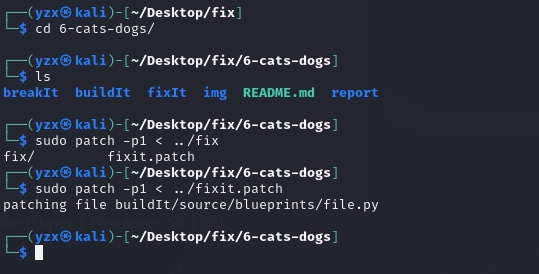 ┌──(yzx㉿kali)-[~/Desktop/fix]
└─$ cd 6-cats-dogs/
┌──(yzx㉿kali)-[~/Desktop/fix/6-cats-dogs]
└─$ ls
breakIt  buildIt  fixIt  img  README.md  report
┌──(yzx㉿kali)-[~/Desktop/fix/6-cats-dogs]
└─$ sudo patch -p1 < ../fix
fix/         fixit.patch
┌──(yzx㉿kali)-[~/Desktop/fix/6-cats-dogs]
└─$ sudo patch -p1 < ../fixit.patch
patching file buildIt/source/blueprints/file.py
┌──(yzx㉿kali)-[~/Desktop/fix/6-cats-dogs]
└─$